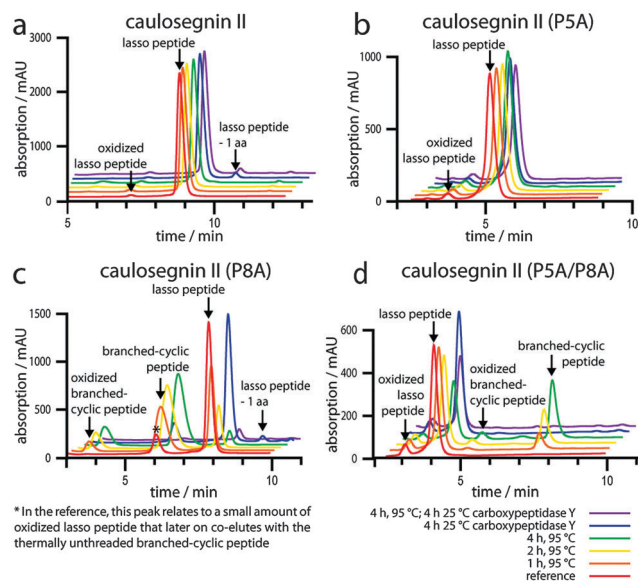 a
caulosegnin II
3000
2000
1000
0
absorption / mAU
lasso peptide
oxidized
lasso peptide
lasso peptide
- 1 aa
5
10
time / min
b
caulosegnin II (P5A)
1000
500
0
absorption / mAU
lasso peptide
oxidized
lasso peptide
5
10
time / min
c
caulosegnin II (P8A)
1500
1000
500
0
absorption / mAU
lasso peptide
branched-cyclic
peptide
oxidized
branched-
cyclic peptide
*
lasso peptide
- 1 aa
5
10
time / min
* In the reference, this peak relates to a small amount of
oxidized lasso peptide that later on co-elutes with the
thermally unthreaded branched-cyclic peptide
d
caulosegnin II (P5A/P8A)
600
400
200
0
absorption / mAU
lasso peptide
oxidized
lasso
peptide
oxidized
branched-
cyclic
peptide
branched-cyclic
peptide
5
10
time / min
4 h, 95 °C; 4 h 25 °C carboxypeptidase Y
4 h 25 °C carboxypeptidase Y
4 h, 95 °C
2 h, 95 °C
1 h, 95 °C
reference